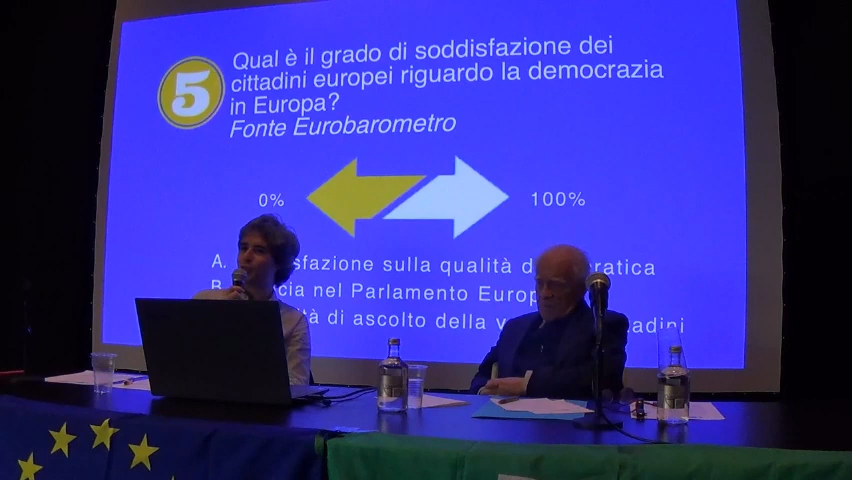 5
Qual è il grado di soddisfazione dei
cittadini europei riguardo la democrazia
in Europa?
Fonte Eurobarometro
0% 100%
A. sfazione sulla qualità d ratica
B. cia nel Parlamento Europ
tà di ascolto della v adini